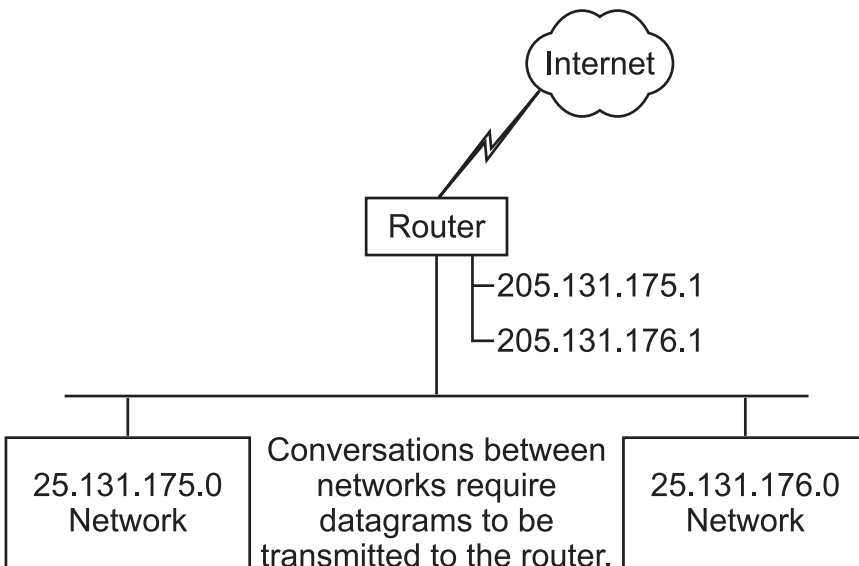 Internet
Router
205.131.175.1
205.131.176.1
25.131.175.0
Network
Conversations between
networks require
datagrams to be
transmitted to the router.
25.131.176.0
Network